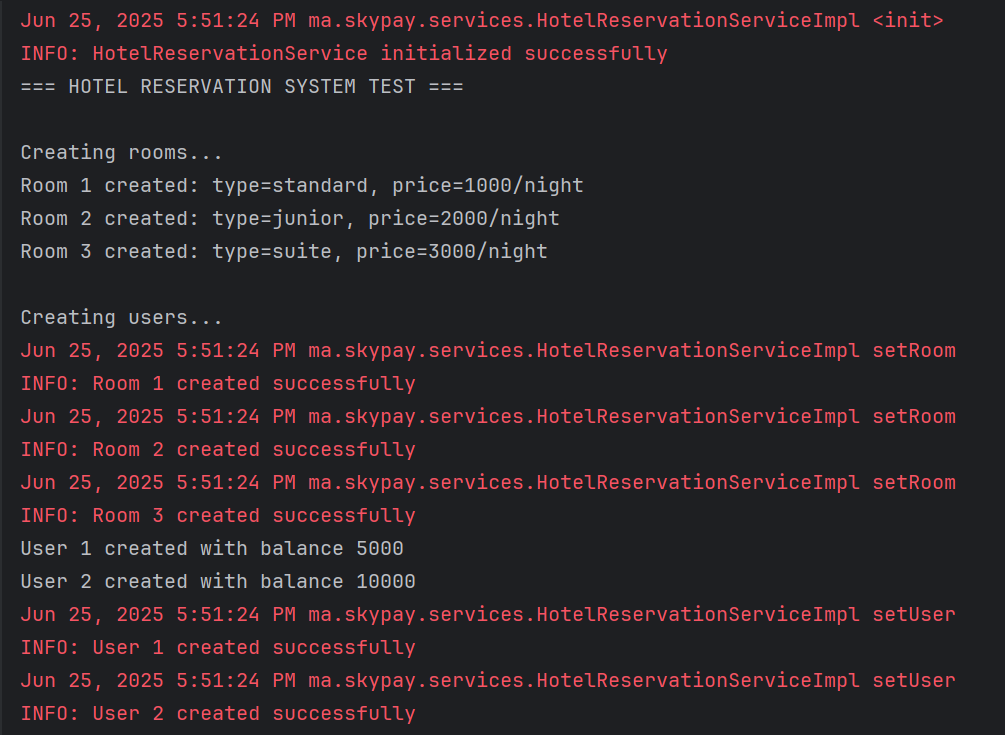 Jun 25, 2025 5:51:24 PM ma.skypay.services.HotelReservationServiceImpl <init>
INFO: HotelReservationService initialized successfully
=== HOTEL RESERVATION SYSTEM TEST ===
Creating rooms...
Room 1 created: type=standard, price=1000/night
Room 2 created: type=junior, price=2000/night
Room 3 created: type=suite, price=3000/night
Creating users...
Jun 25, 2025 5:51:24 PM ma.skypay.services.HotelReservationServiceImpl setRoom
INFO: Room 1 created successfully
Jun 25, 2025 5:51:24 PM ma.skypay.services.HotelReservationServiceImpl setRoom
INFO: Room 2 created successfully
Jun 25, 2025 5:51:24 PM ma.skypay.services.HotelReservationServiceImpl setRoom
INFO: Room 3 created successfully
User 1 created with balance 5000
User 2 created with balance 10000
Jun 25, 2025 5:51:24 PM ma.skypay.services.HotelReservationServiceImpl setUser
INFO: User 1 created successfully
Jun 25, 2025 5:51:24 PM ma.skypay.services.HotelReservationServiceImpl setUser
INFO: User 2 created successfully